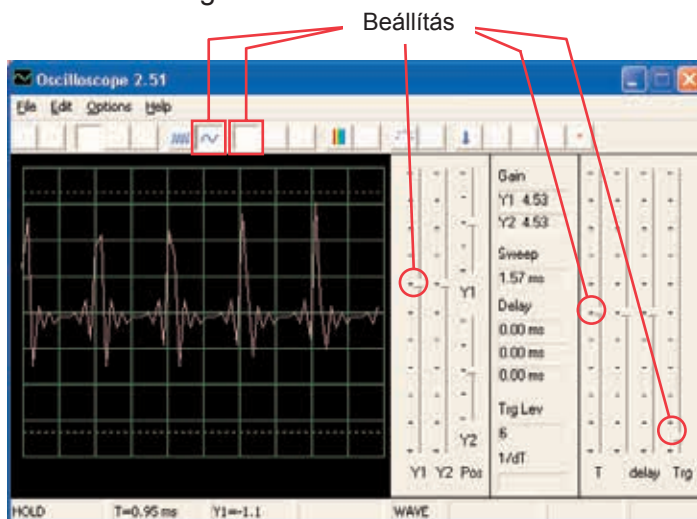 Beállítás
Oscilloscope 2.51
File Edit Options Help
Gain
Y1 4.53
Y2 4.53
Sweep
1.57 ms
Delay
0.00 ms
0.00 ms
0.00 ms
Trg Lev
6
1/dT
Y1
Y2
Y1 Y2 Pos
T delay Trg
HOLD T=0.95 ms Y1=-1.1 WAVE